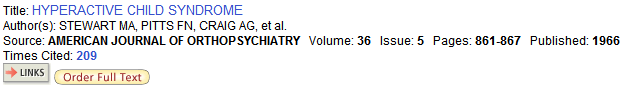 Title: HYPERACTIVE CHILD SYNDROME
Author(s): STEWART MA, PITTS FN, CRAIG AG, et al.
Source: AMERICAN JOURNAL OF ORTHOPSYCHIATRY Volume: 36 Issue: 5 Pages: 861-867 Published: 1966
Times Cited: 209
LINKS Order Full Text